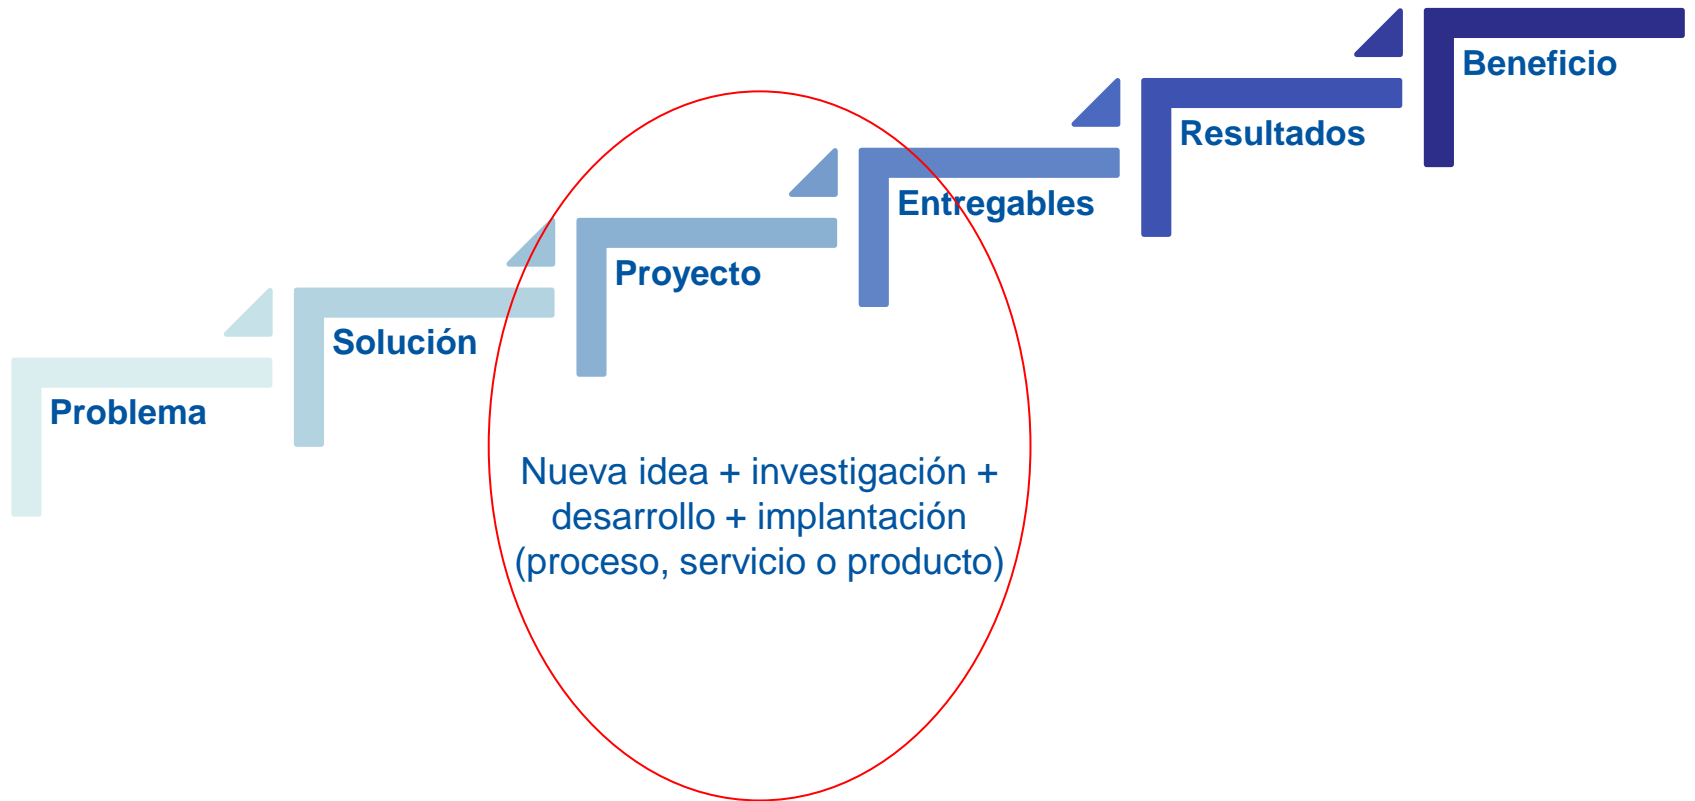 Problema
Solución
Proyecto
Entregables
Resultados
Beneficio
Nueva idea + investigación +
desarrollo + implantación
(proceso, servicio o producto)